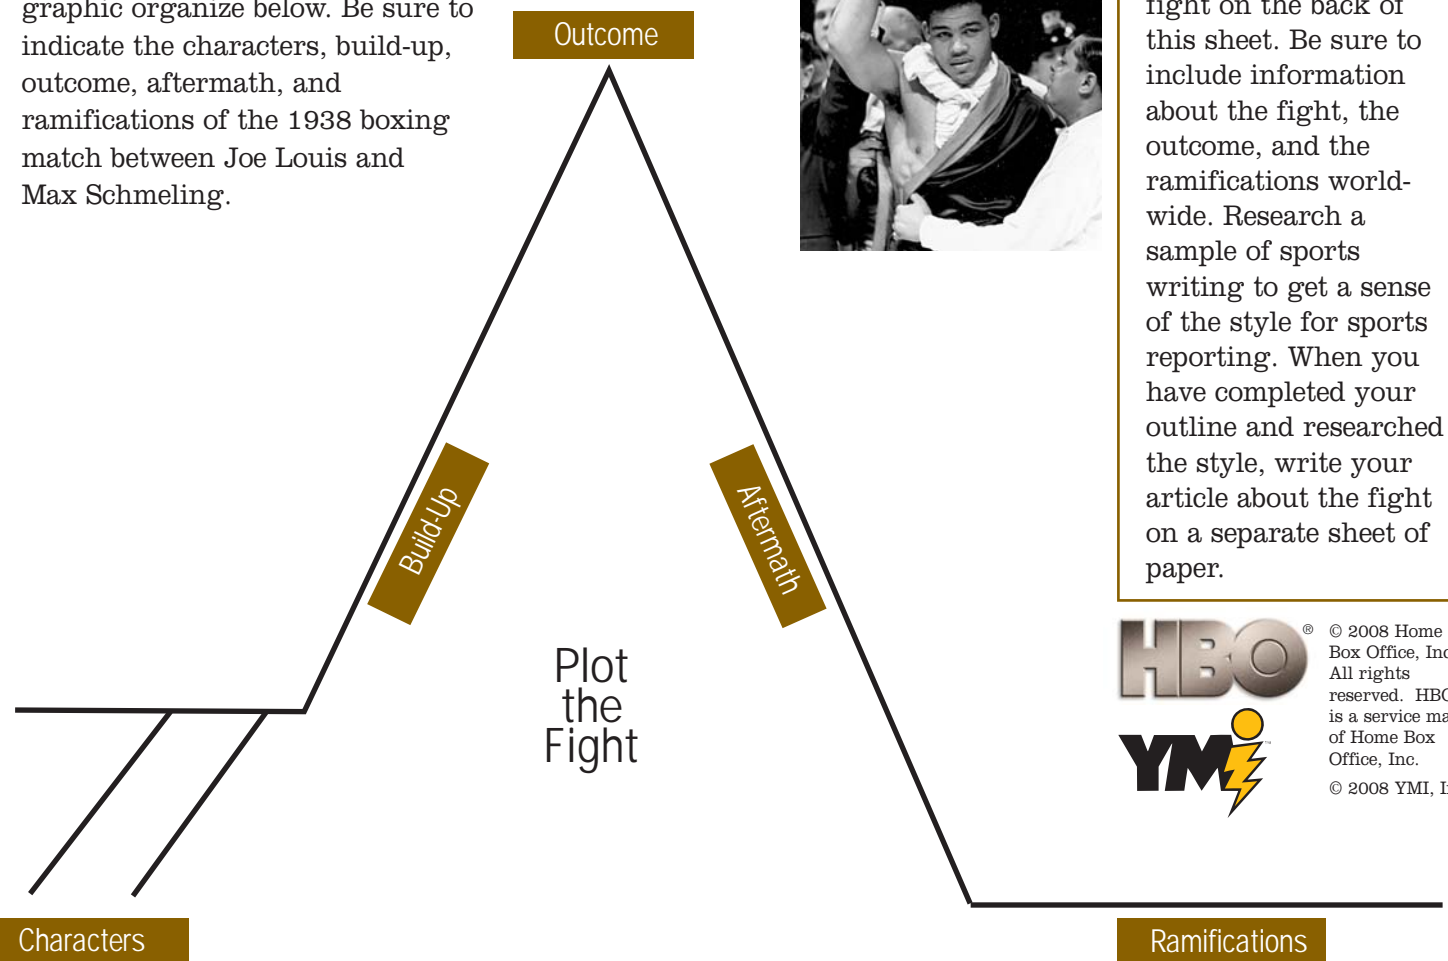 graphic organize below. Be sure to
indicate the characters, build-up,
outcome, aftermath, and
ramifications of the 1938 boxing
match between Joe Louis and
Max Schmeling.
Outcome
fight on the back of
this sheet. Be sure to
include information
about the fight, the
outcome, and the
ramifications world-
wide. Research a
sample of sports
writing to get a sense
of the style for sports
reporting. When you
have completed your
outline and researched
the style, write your
article about the fight
on a separate sheet of
paper.
Build-Up
Aftermath
Plot
the
Fight
HBO®
© 2008 Home
Box Office, Inc
All rights
reserved. HBO
is a service ma
of Home Box
Office, Inc.
YMi™
© 2008 YMI, I
Characters
Ramifications